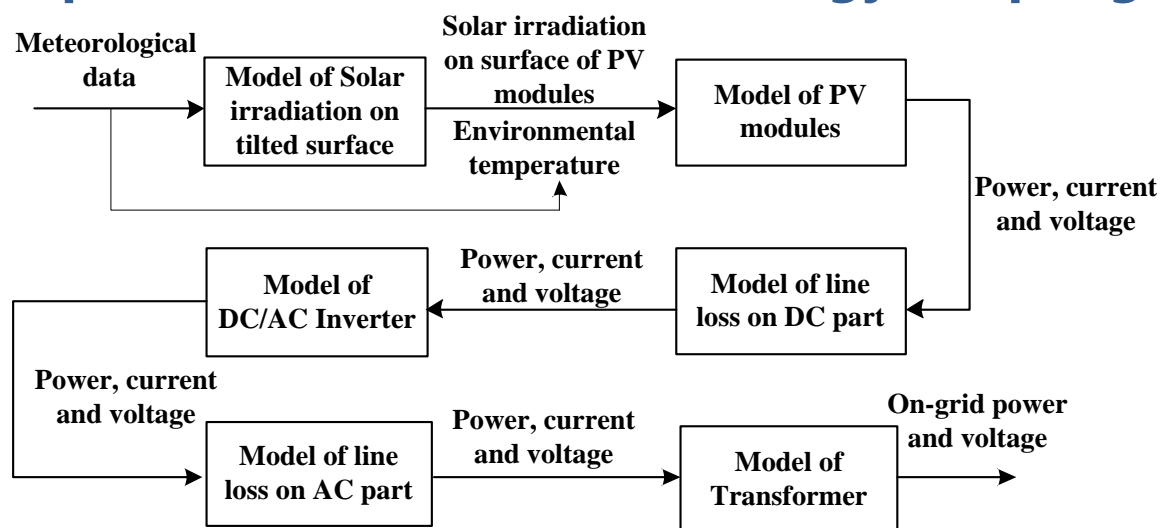 Meteorological
data
Model of Solar
irradiation on
tilted surface
Solar irradiation
on surface of PV
modules
Environmental
temperature
Model of PV
modules
Power, current
and voltage
Model of line
loss on DC part
Power, current
and voltage
Model of
DC/AC Inverter
Power, current
and voltage
Model of line
loss on AC part
Power, current
and voltage
Model of
Transformer
On-grid power
and voltage